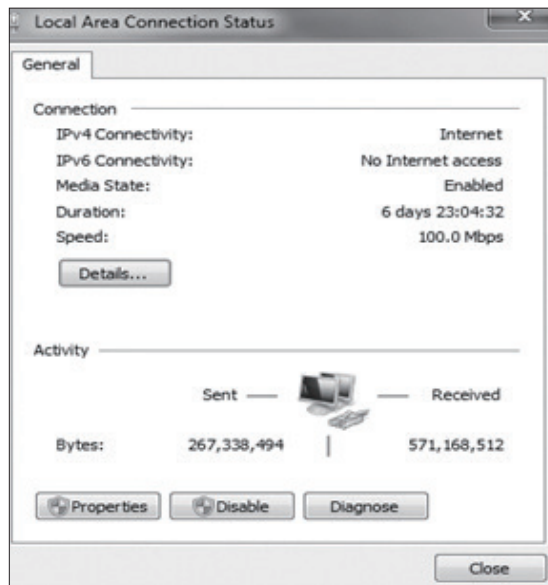 Local Area Connection Status
General
Connection
IPv4 Connectivity: Internet
IPv6 Connectivity: No Internet access
Media State: Enabled
Duration: 6 days 23:04:32
Speed: 100.0 Mbps
Details...
Activity
Sent Received
Bytes: 267,338,494 571,168,512
Properties Disable Diagnose
Close